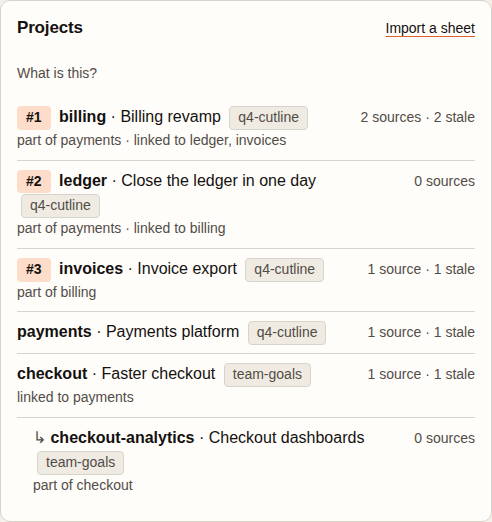 Projects Import a sheet
What is this?
#1 billing · Billing revamp q4-cutline 2 sources · 2 stale
part of payments · linked to ledger, invoices
#2 ledger · Close the ledger in one day 0 sources
q4-cutline
part of payments · linked to billing
#3 invoices · Invoice export q4-cutline 1 source · 1 stale
part of billing
payments · Payments platform q4-cutline 1 source · 1 stale
checkout · Faster checkout team-goals 1 source · 1 stale
linked to payments
↳ checkout-analytics · Checkout dashboards 0 sources
team-goals
part of checkout